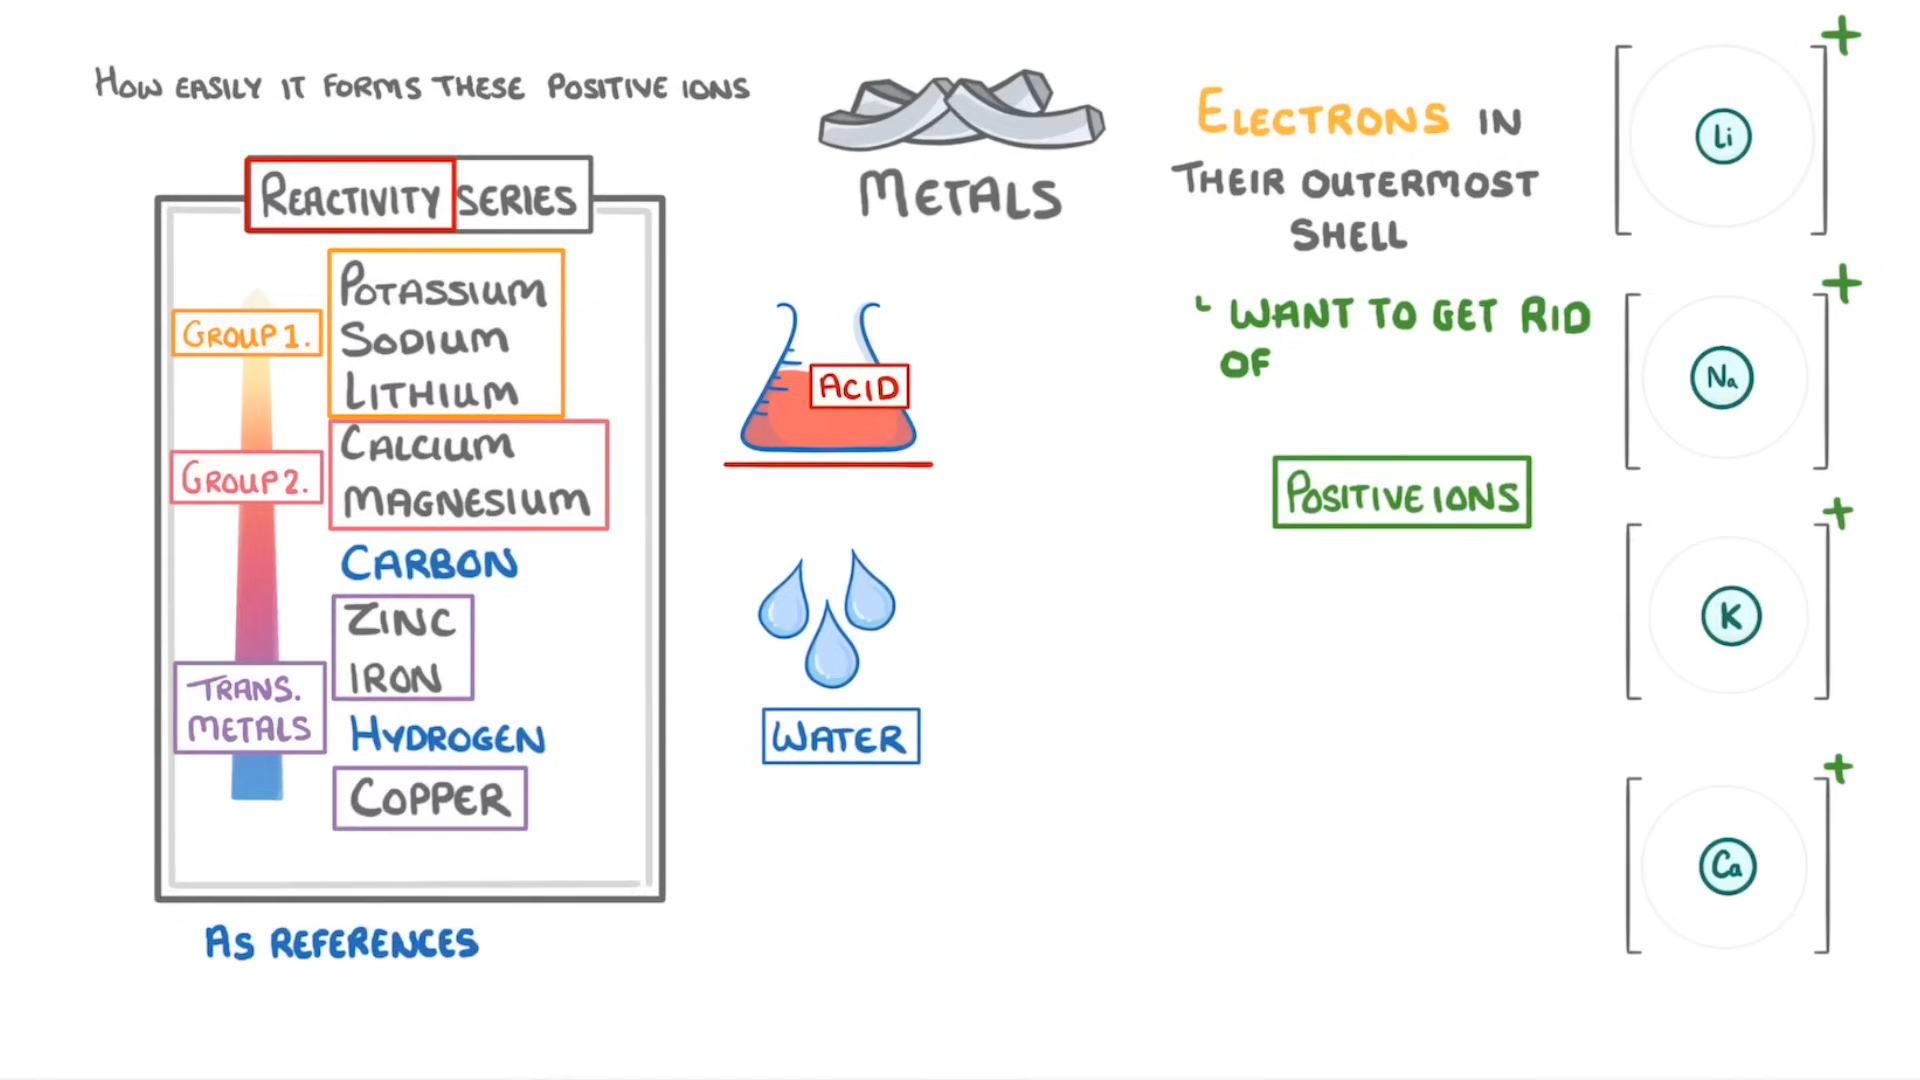 How EASILY IT FORMS THESE POSITIVE IONS
REACTIVITY SERIES
GROUP 1.
POTASSIUM
SODIUM
LITHIUM
GROUP 2.
CALCIUM
MAGNESIUM
CARBON
ZINC
IRON
TRANS.
METALS
HYDROGEN
COPPER
AS REFERENCES
METALS
ACID
WATER
ELECTRONS IN
THEIR OUTERMOST
SHELL
WANT TO GET RID
OF
POSITIVE IONS
+
Li
+
Na
+
K
+
Ca